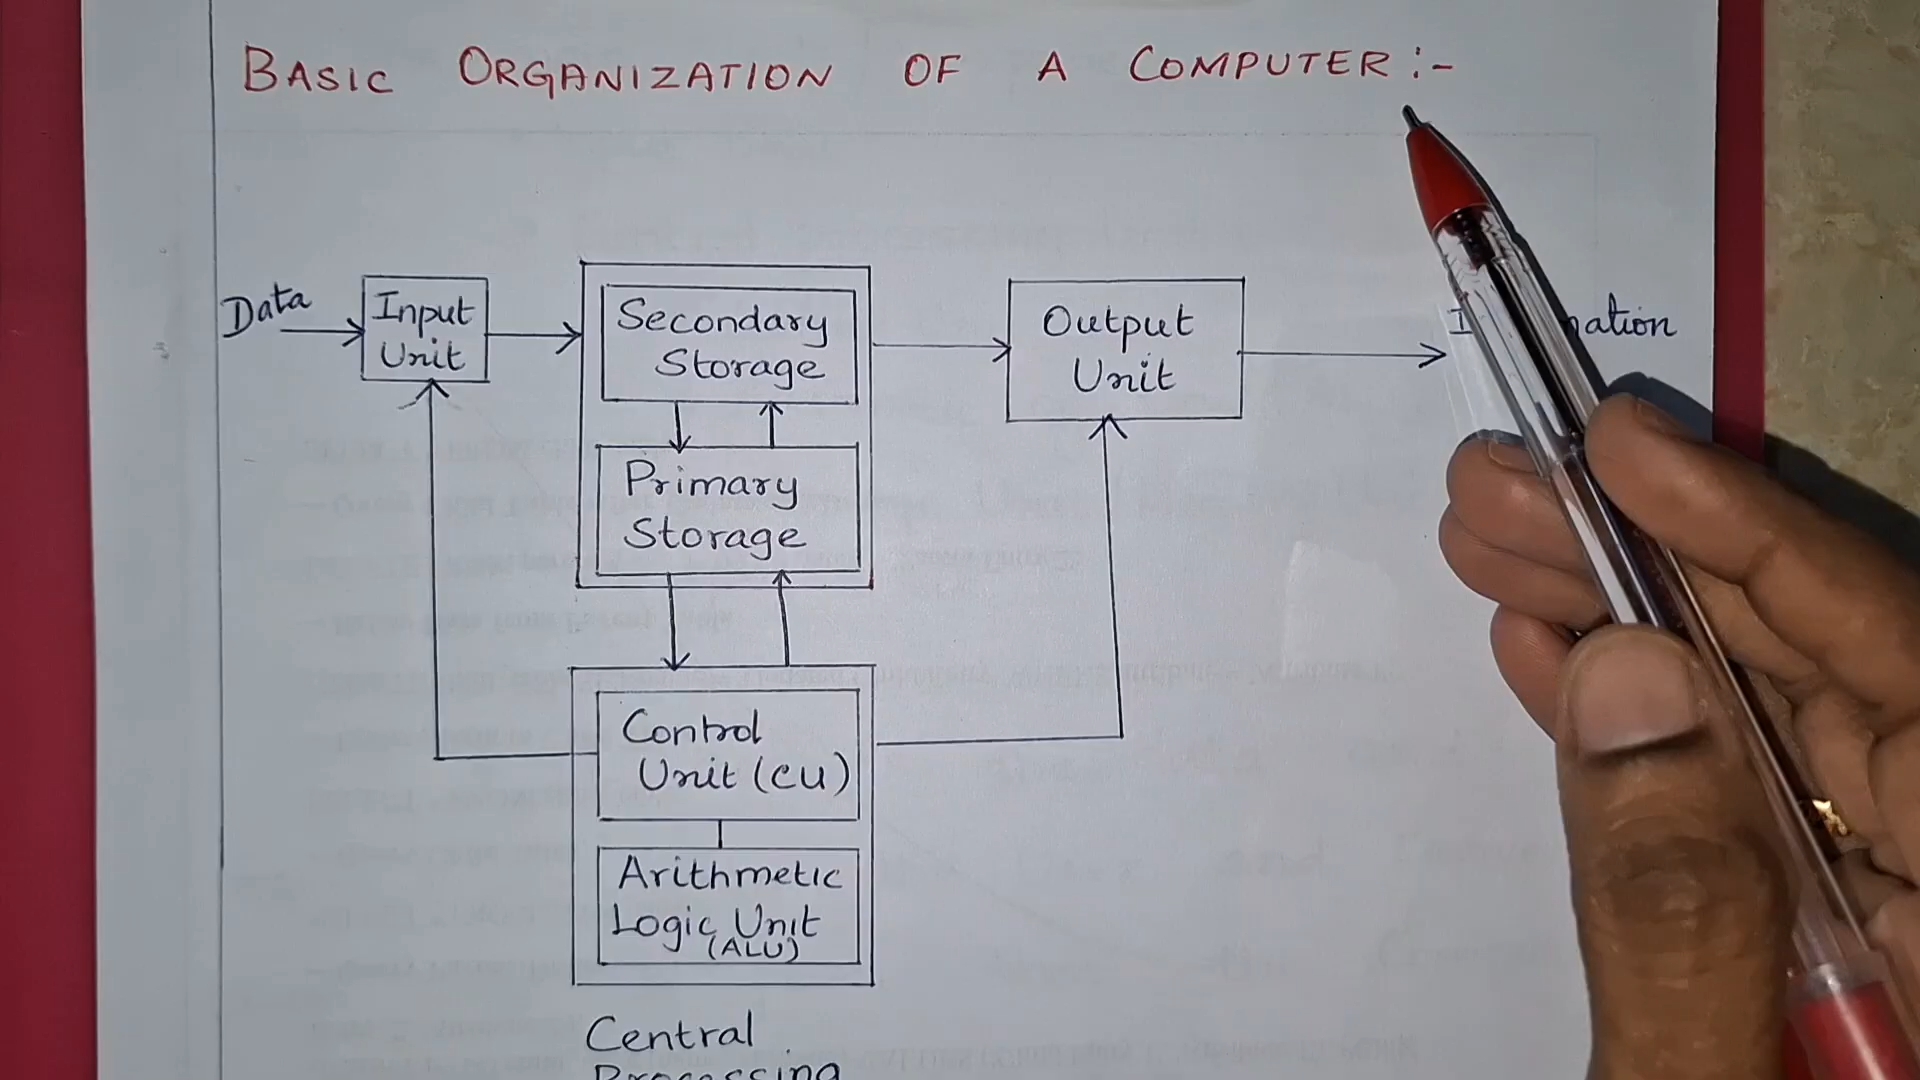 BASIC ORGANIZATION OF A COMPUTER :-
Data
Input
Unit
Secondary
Storage
Primary
Storage
Output
Unit
Control
Unit (CU)
Arithmetic
Logic Unit
(ALU)
Central
Processing